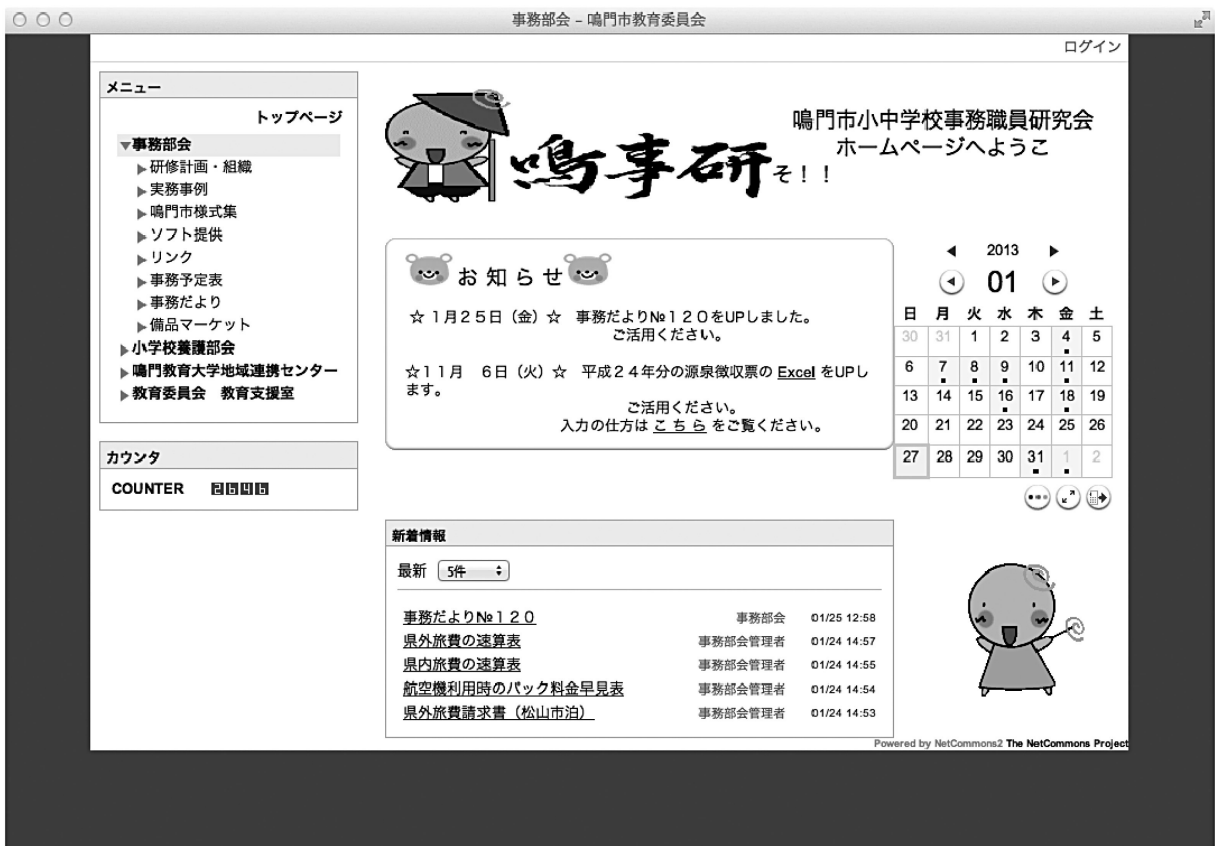 事務部会 – 鳴門市教育委員会
ログイン
メニュー
トップページ
▼事務部会
▶研修計画・組織
▶実務事例
▶鳴門市様式集
▶ソフト提供
▶リンク
▶事務予定表
▶事務だより
▶備品マーケット
▶小学校養護部会
▶鳴門教育大学地域連携センター
▶教育委員会　教育支援室
カウンタ
COUNTER 2646
鳴事研そ！！
鳴門市小中学校事務職員研究会
ホームページへようこ
お知らせ
☆ 1月２５日（金）☆　事務だより№１２０をUPしました。
ご活用ください。
☆１１月　６日（火）☆　平成２４年分の源泉徴収票の Excel をUPし
ます。
ご活用ください。
入力の仕方は こちら をご覧ください。
◀ 2013 ▶
01
日 月 火 水 木 金 土
30 31 1 2 3 4 5
6 7 8 9 10 11 12
13 14 15 16 17 18 19
20 21 22 23 24 25 26
27 28 29 30 31 1 2
新着情報
最新 5件
事務だより№１２０ 事務部会 01/25 12:58
県外旅費の速算表 事務部会管理者 01/24 14:57
県内旅費の速算表 事務部会管理者 01/24 14:55
航空機利用時のパック料金早見表 事務部会管理者 01/24 14:54
県外旅費請求書（松山市泊） 事務部会管理者 01/24 14:53
Powered by NetCommons2 The NetCommons Project